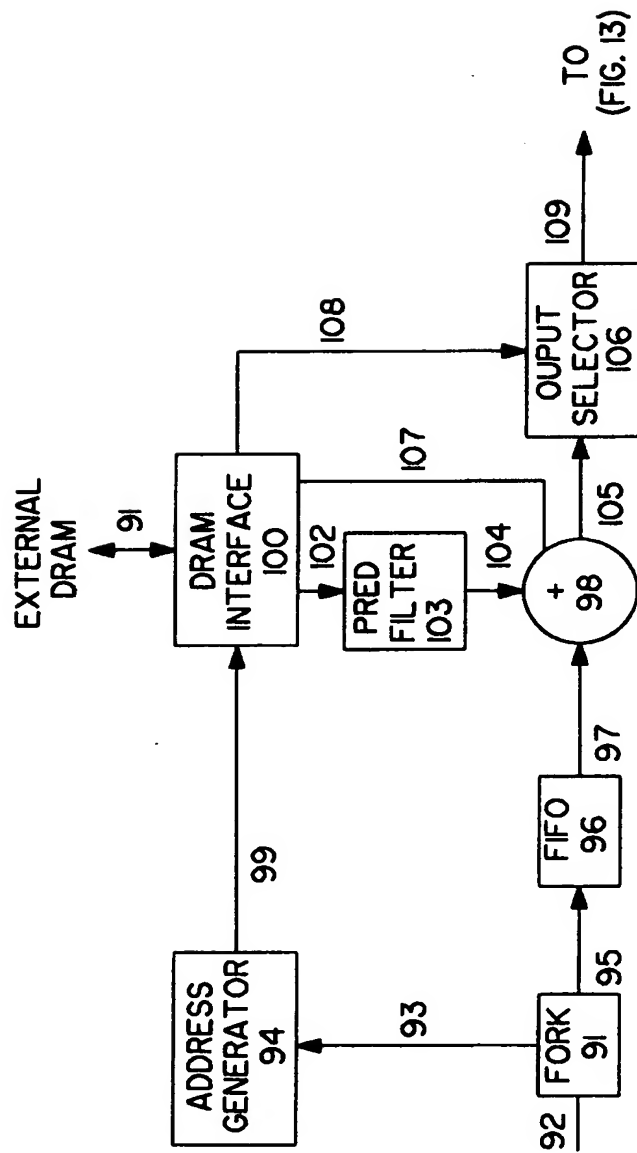 EXTERNAL
DRAM
91
ADDRESS
GENERATOR
94
99
DRAM
INTERFACE
100
108
93
102
107
PRED
FILTER
103
104
92
FORK
91
95
FIFO
96
97
+
98
105
OUPUT
SELECTOR
106
109
TO
(FIG. 13)